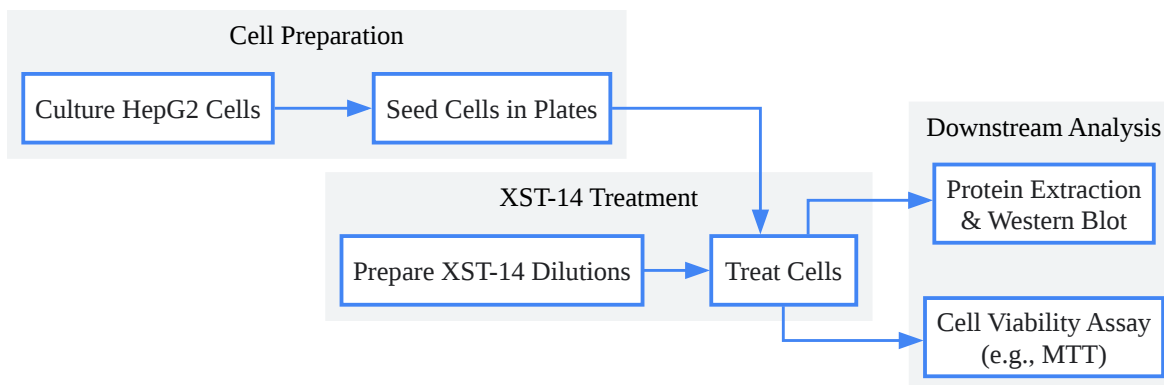 Cell Preparation
Culture HepG2 Cells
Seed Cells in Plates
XST-14 Treatment
Prepare XST-14 Dilutions
Treat Cells
Downstream Analysis
Protein Extraction
& Western Blot
Cell Viability Assay
(e.g., MTT)